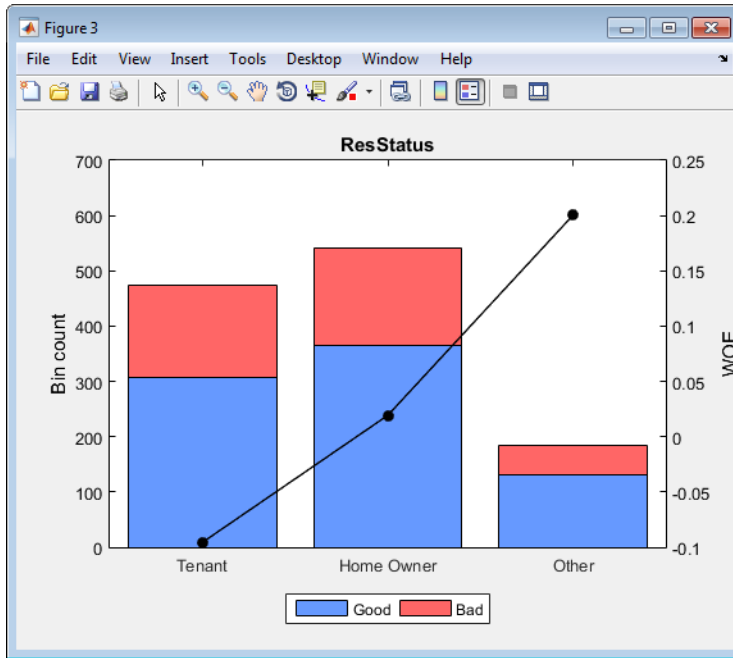 Figure 3
File Edit View Insert Tools Desktop Window Help
ResStatus
700
600
500
400
300
200
100
0
Bin count
0.25
0.2
0.15
0.1
0.05
0
-0.05
-0.1
WOE
Tenant Home Owner Other
Good Bad